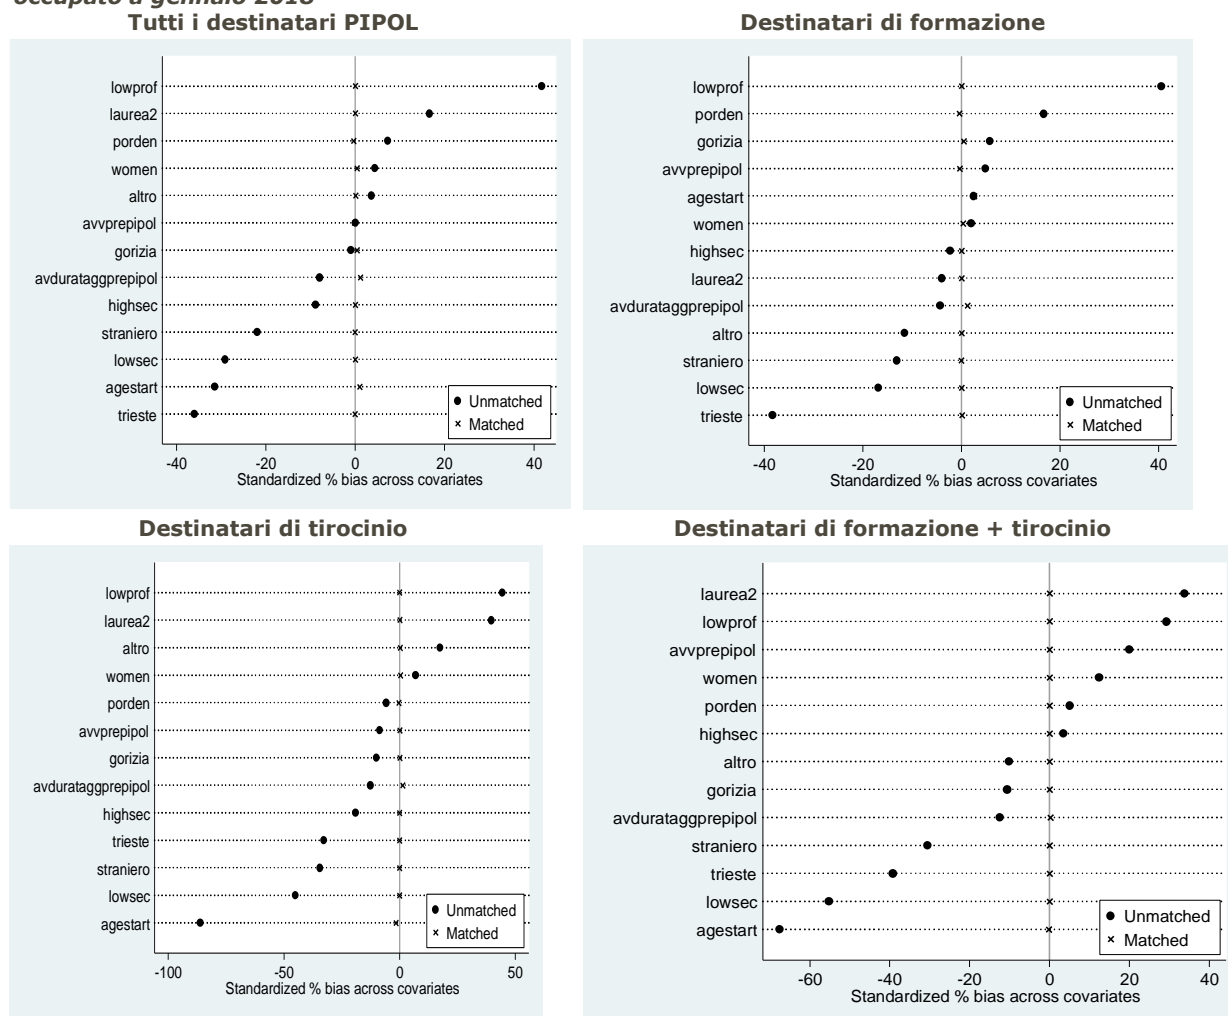 occupato a gennaio 2018
Tutti i destinatari PIPOL
lowprof
laurea2
porden
women
altro
avvprepipol
gorizia
avdurataggprepipol
highsec
straniero
lowsec
agestart
trieste
Unmatched
Matched
-40 -20 0 20 40
Standardized % bias across covariates
Destinatari di formazione
lowprof
porden
gorizia
avvprepipol
agestart
women
highsec
laurea2
avdurataggprepipol
altro
straniero
lowsec
trieste
Unmatched
Matched
-40 -20 0 20 40
Standardized % bias across covariates
Destinatari di tirocinio
lowprof
laurea2
altro
women
porden
avvprepipol
gorizia
avdurataggprepipol
highsec
trieste
straniero
lowsec
agestart
Unmatched
Matched
-100 -50 0 50
Standardized % bias across covariates
Destinatari di formazione + tirocinio
laurea2
lowprof
avvprepipol
women
porden
highsec
altro
gorizia
avdurataggprepipol
straniero
trieste
lowsec
agestart
Unmatched
Matched
-60 -40 -20 0 20 40
Standardized % bias across covariates